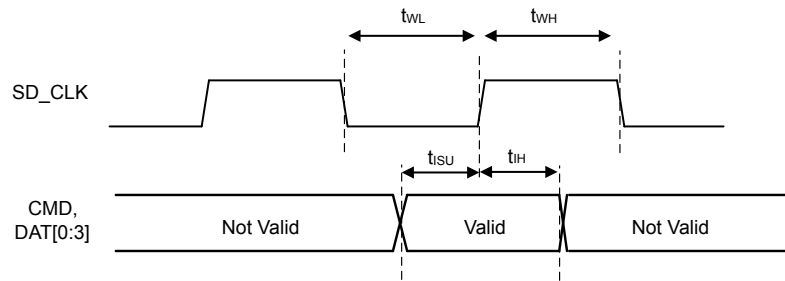 tWL
tWH
SD_CLK
tISU
tIH
CMD,
DAT[0:3]
Not Valid
Valid
Not Valid